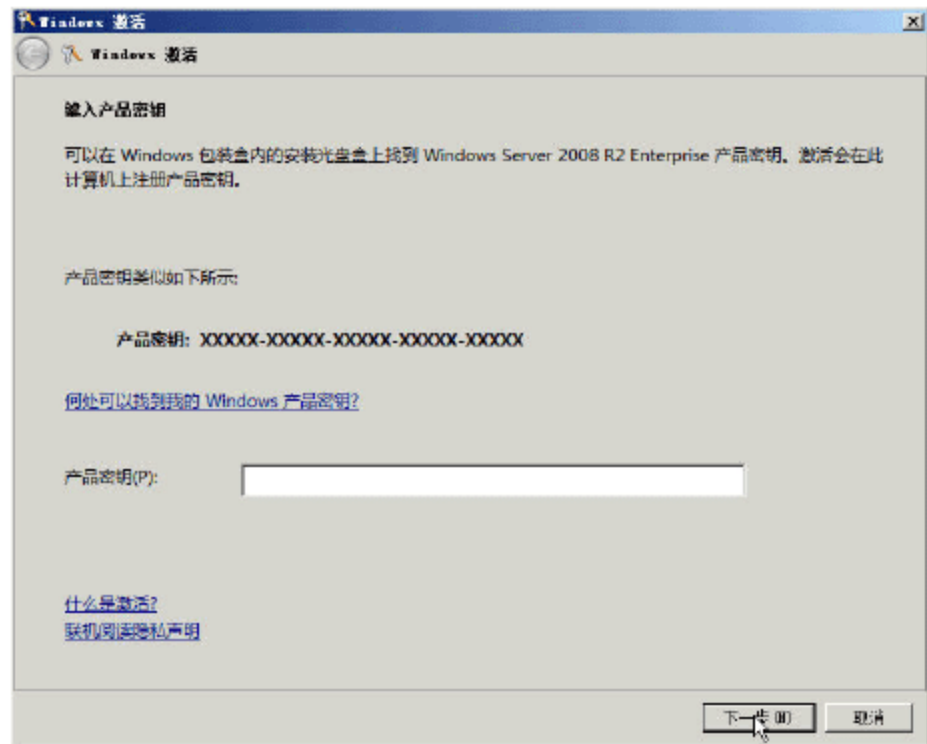 Windows 激活
Windows 激活
键入产品密钥
可以在 Windows 包装盒内的安装光盘盒上找到 Windows Server 2008 R2 Enterprise 产品密钥。激活会在此
计算机上注册产品密钥。
产品密钥类似如下所示:
产品密钥: XXXXX-XXXXX-XXXXX-XXXXX-XXXXX
何处可以找到我的 Windows 产品密钥?
产品密钥(P):
什么是激活?
联机阅读隐私声明
下一步(N) 取消